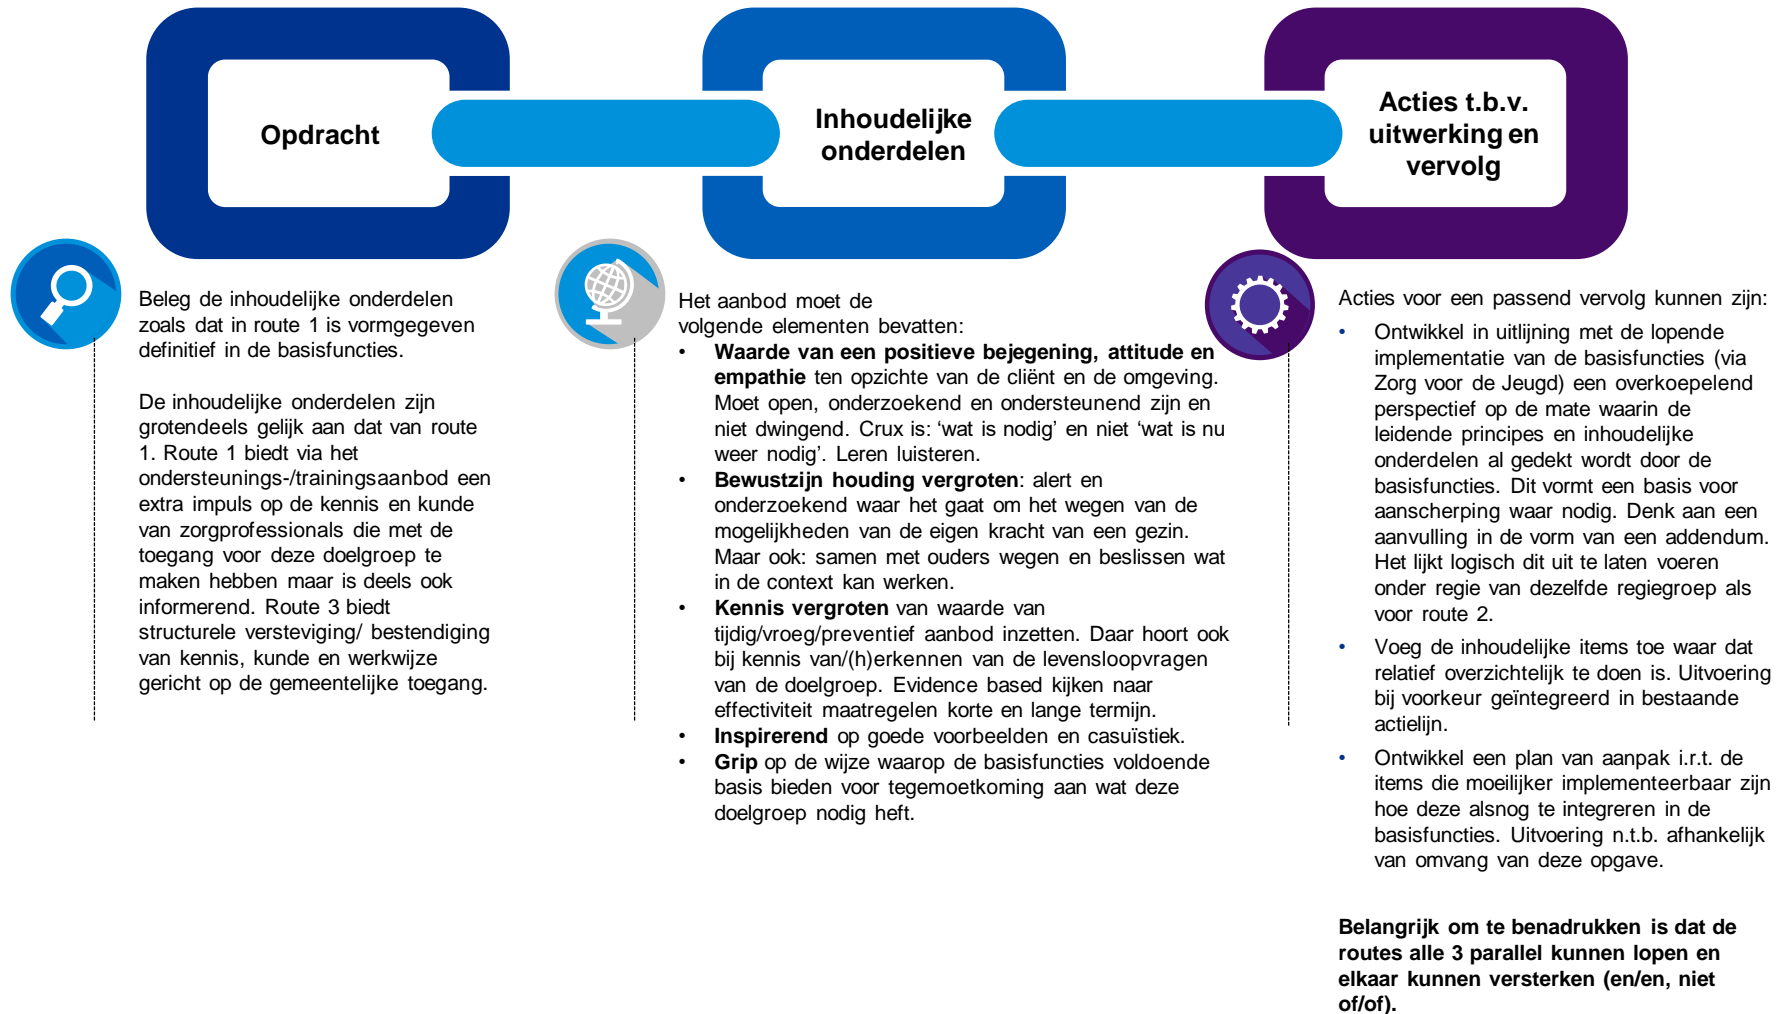 Opdracht
Inhoudelijke
onderdelen
Acties t.b.v.
uitwerking en
vervolg
Beleg de inhoudelijke onderdelen
zoals dat in route 1 is vormgegeven
definitief in de basisfuncties.
De inhoudelijke onderdelen zijn
grotendeels gelijk aan dat van route
1. Route 1 biedt via het
ondersteunings-/trainingsaanbod een
extra impuls op de kennis en kunde
van zorgprofessionals die met de
toegang voor deze doelgroep te
maken hebben maar is deels ook
informerend. Route 3 biedt
structurele versteviging/ bestendiging
van kennis, kunde en werkwijze
gericht op de gemeentelijke toegang.
Het aanbod moet de
volgende elementen bevatten:
• Waarde van een positieve bejegening, attitude en
empathie ten opzichte van de cliënt en de omgeving.
Moet open, onderzoekend en ondersteunend zijn en
niet dwingend. Crux is: ‘wat is nodig’ en niet ‘wat is nu
weer nodig’. Leren luisteren.
• Bewustzijn houding vergroten: alert en
onderzoekend waar het gaat om het wegen van de
mogelijkheden van de eigen kracht van een gezin.
Maar ook: samen met ouders wegen en beslissen wat
in de context kan werken.
• Kennis vergroten van waarde van
tijdig/vroeg/preventief aanbod inzetten. Daar hoort ook
bij kennis van/(h)erkennen van de levensloopvragen
van de doelgroep. Evidence based kijken naar
effectiviteit maatregelen korte en lange termijn.
• Inspirerend op goede voorbeelden en casuïstiek.
• Grip op de wijze waarop de basisfuncties voldoende
basis bieden voor tegemoetkoming aan wat deze
doelgroep nodig heft.
Acties voor een passend vervolg kunnen zijn:
• Ontwikkel in uitlijning met de lopende
implementatie van de basisfuncties (via
Zorg voor de Jeugd) een overkoepelend
perspectief op de mate waarin de
leidende principes en inhoudelijke
onderdelen al gedekt wordt door de
basisfuncties. Dit vormt een basis voor
aanscherping waar nodig. Denk aan een
aanvulling in de vorm van een addendum.
Het lijkt logisch dit uit te laten voeren
onder regie van dezelfde regiegroep als
voor route 2.
• Voeg de inhoudelijke items toe waar dat
relatief overzichtelijk te doen is. Uitvoering
bij voorkeur geïntegreerd in bestaande
actielijn.
• Ontwikkel een plan van aanpak i.r.t. de
items die moeilijker implementeerbaar zijn
hoe deze alsnog te integreren in de
basisfuncties. Uitvoering n.t.b. afhankelijk
van omvang van deze opgave.
Belangrijk om te benadrukken is dat de
routes alle 3 parallel kunnen lopen en
elkaar kunnen versterken (en/en, niet
of/of).